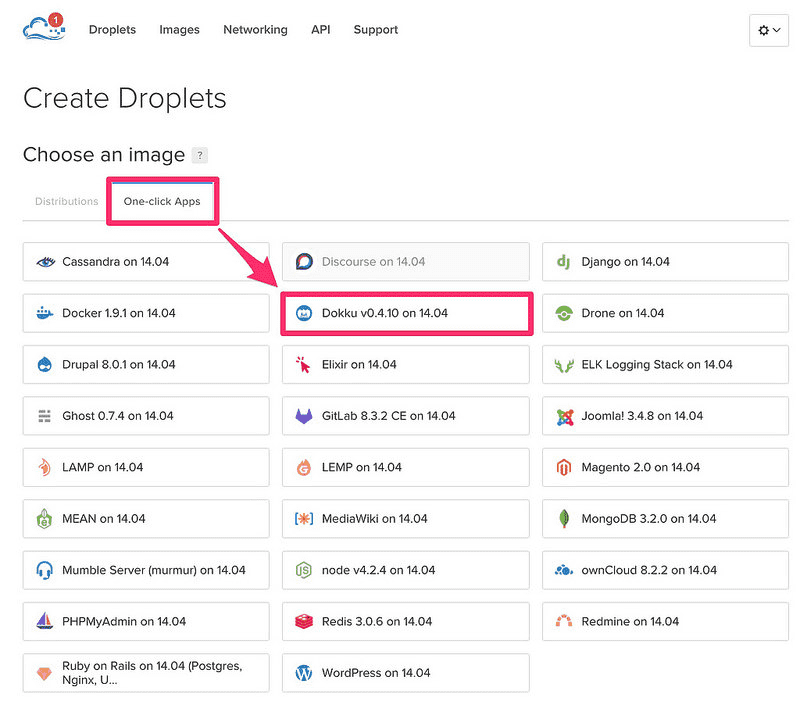 1
Droplets Images Networking API Support
Create Droplets
Choose an image ?
Distributions One-click Apps
Cassandra on 14.04
Discourse on 14.04
Django on 14.04
Docker 1.9.1 on 14.04
Dokku v0.4.10 on 14.04
Drone on 14.04
Drupal 8.0.1 on 14.04
Elixir on 14.04
ELK Logging Stack on 14.04
Ghost 0.7.4 on 14.04
GitLab 8.3.2 CE on 14.04
Joomla! 3.4.8 on 14.04
LAMP on 14.04
LEMP on 14.04
Magento 2.0 on 14.04
MEAN on 14.04
MediaWiki on 14.04
MongoDB 3.2.0 on 14.04
Mumble Server (murmur) on 14.04
node v4.2.4 on 14.04
ownCloud 8.2.2 on 14.04
PHPMyAdmin on 14.04
Redis 3.0.6 on 14.04
Redmine on 14.04
Ruby on Rails on 14.04 (Postgres,
Nginx, U...
WordPress on 14.04